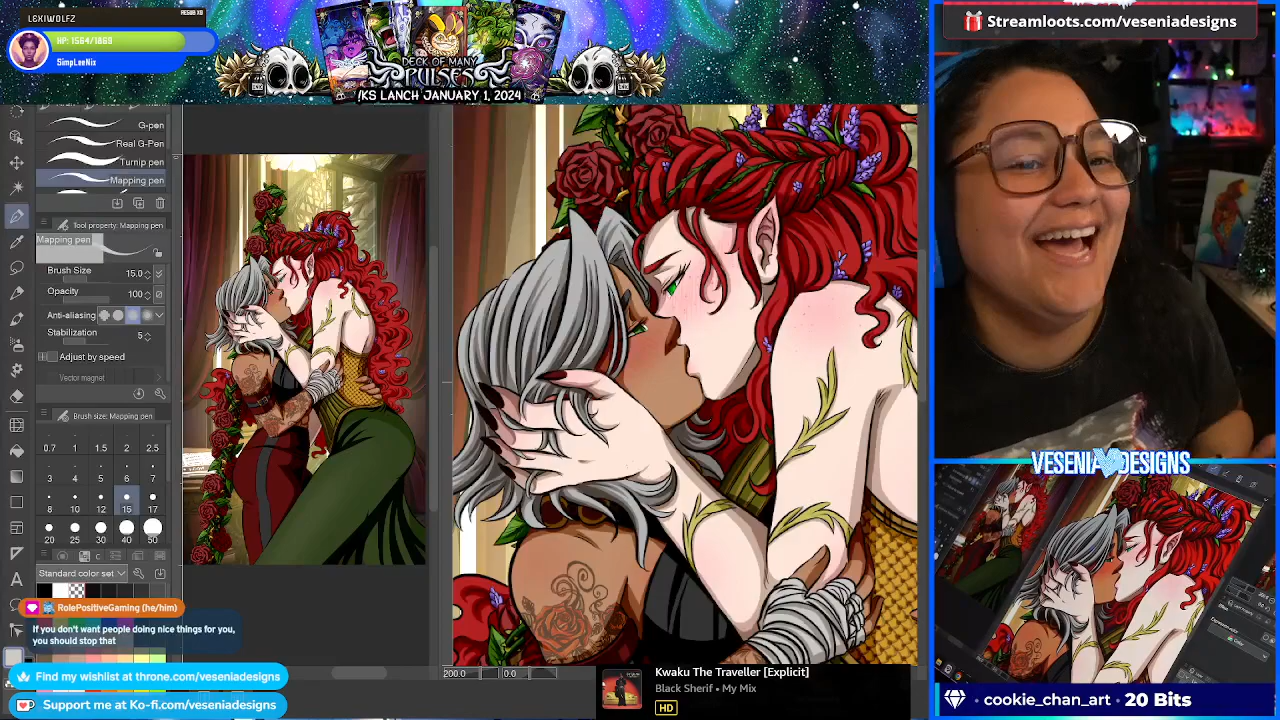 LEXIWOLFZ
HP: 1564/1869
SimpLeeNix
DECK OF MANY
PULSES
!KS LANCH JANUARY 1, 2024
Streamloots.com/veseniadesigns
G-pen
Real G-Pen
Turnip pen
Mapping pen
Tool property: Mapping pen
Mapping pen
Brush Size 15.0
Opacity 100
Anti-aliasing
Stabilization 5
Adjust by speed
Vector magnet
Brush size: Mapping pen
0.7 1 1.5 2 2.5
3 4 5 6 7
8 10 12 15 17
20 25 30 40 50
Standard color set
RolePositiveGaming (he/him)
If you don't want people doing nice things for you,
you should stop that
Find my wishlist at throne.com/veseniadesigns
Support me at Ko-fi.com/veseniadesigns
200.0 0.0
Kwaku The Traveller [Explicit]
Black Sherif • My Mix
HD
VESENIA DESIGNS
cookie_chan_art • 20 Bits